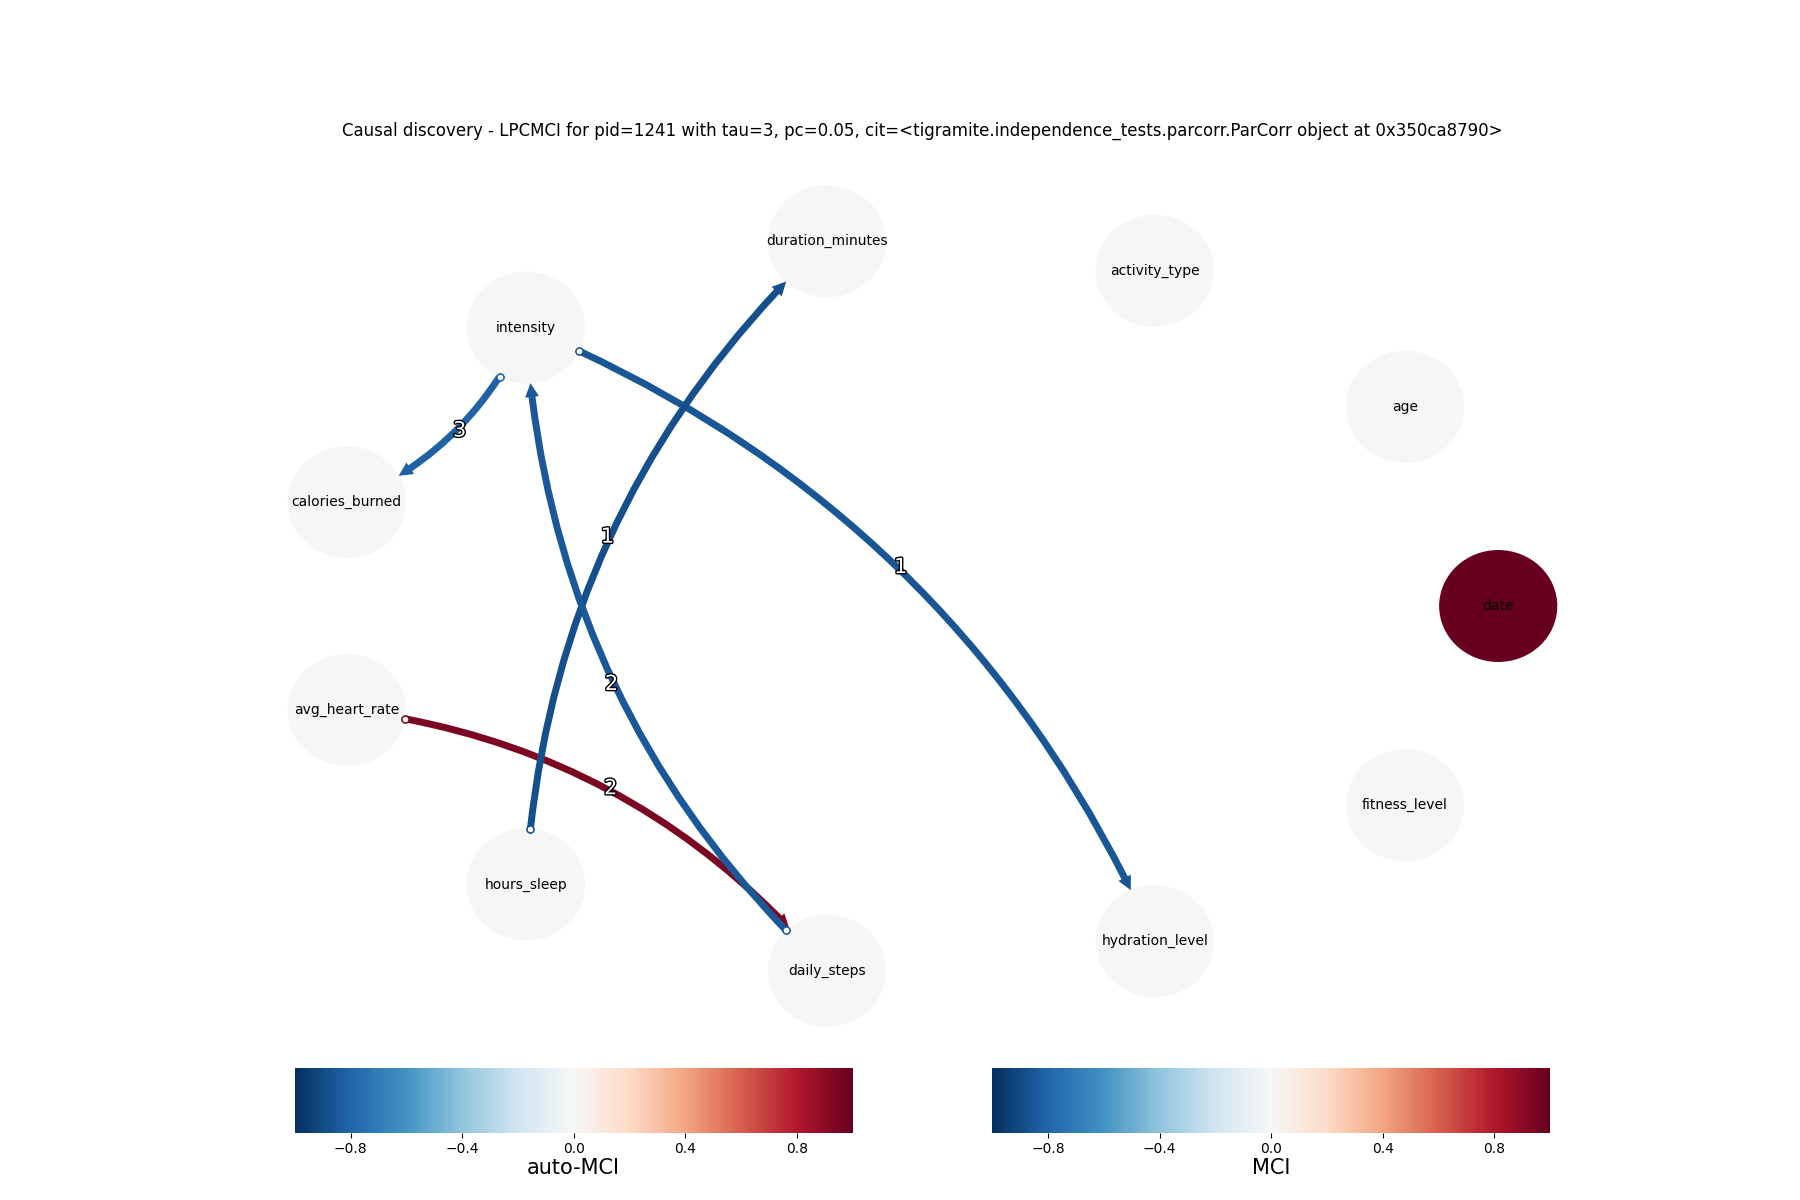 Causal discovery - LPCMCI for pid=1241 with tau=3, pc=0.05, cit=<tigramite.independence_tests.parcorr.ParCorr object at 0x350ca8790>
duration_minutes
activity_type
intensity
age
3
calories_burned
1
1
date
2
avg_heart_rate
2
fitness_level
hours_sleep
hydration_level
daily_steps
−0.8 −0.4 0.0 0.4 0.8
auto-MCI
−0.8 −0.4 0.0 0.4 0.8
MCI